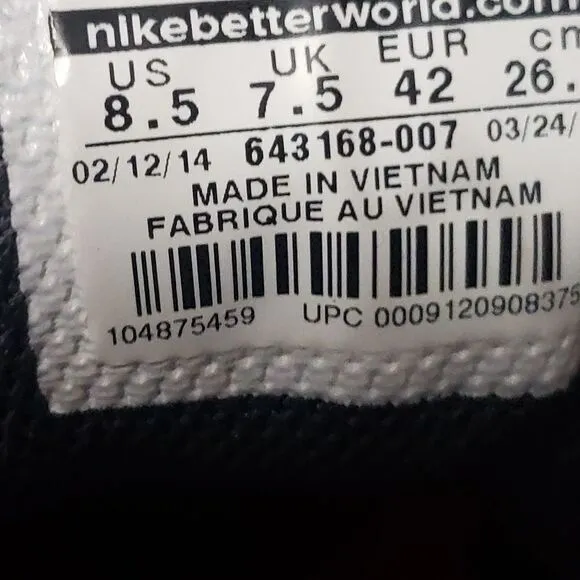 nikebetterworld.com
US UK EUR cm
8.5 7.5 42 26.
02/12/14 643168-007 03/24/
MADE IN VIETNAM
FABRIQUE AU VIETNAM
104875459 UPC 0009120908375